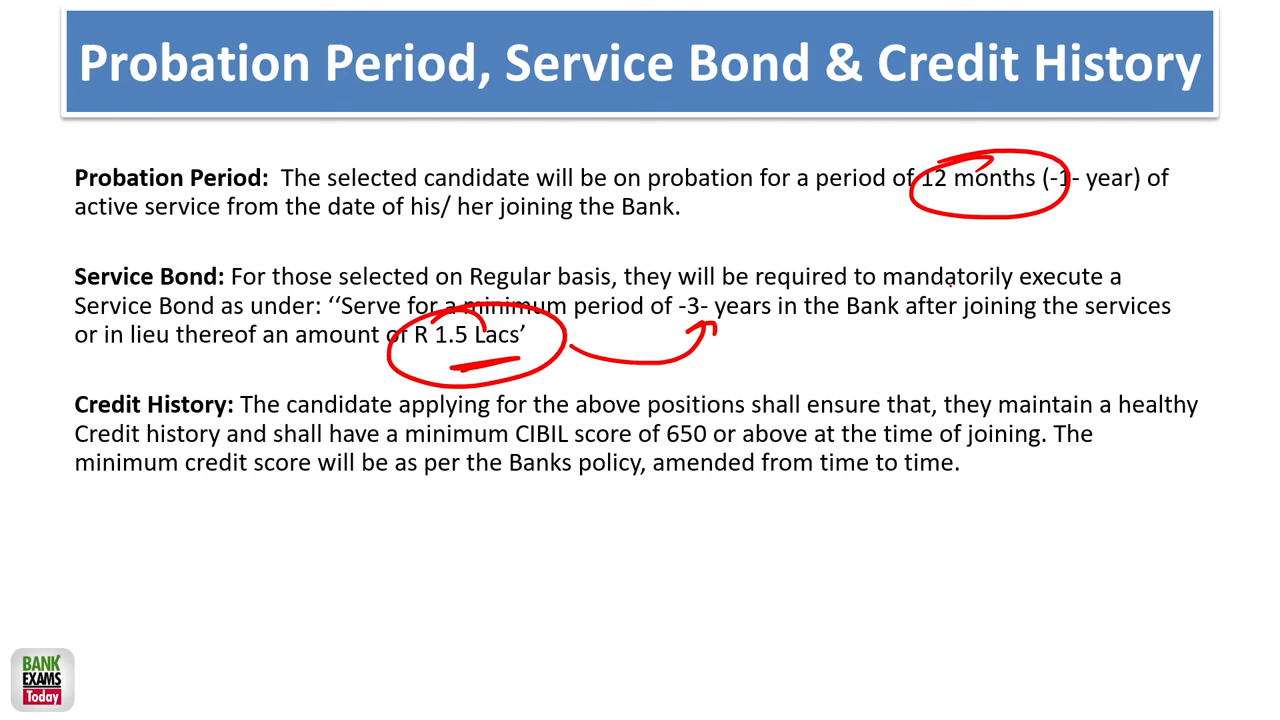 Probation Period, Service Bond & Credit History
Probation Period:  The selected candidate will be on probation for a period of 12 months (-1- year) of
active service from the date of his/ her joining the Bank.
Service Bond: For those selected on Regular basis, they will be required to mandatorily execute a
Service Bond as under: ‘‘Serve for a minimum period of -3- years in the Bank after joining the services
or in lieu thereof an amount of R 1.5 Lacs’
Credit History: The candidate applying for the above positions shall ensure that, they maintain a healthy
Credit history and shall have a minimum CIBIL score of 650 or above at the time of joining. The
minimum credit score will be as per the Banks policy, amended from time to time.
BANK
EXAMS
Today